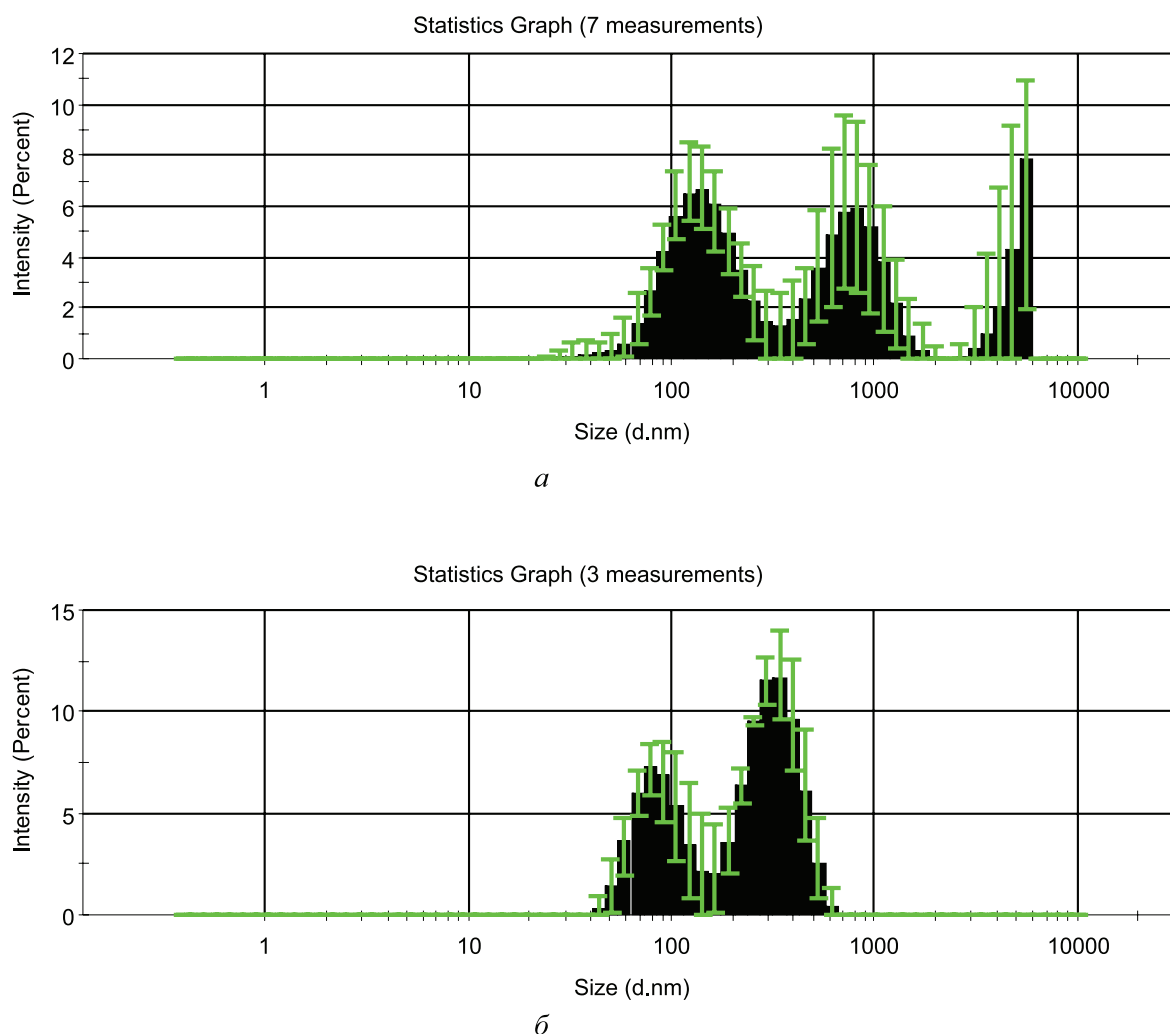 Statistics Graph (7 measurements)
12
10
8
6
4
2
0
Intensity (Percent)
1 10 100 1000 10000
Size (d.nm)
а
Statistics Graph (3 measurements)
15
10
5
0
Intensity (Percent)
1 10 100 1000 10000
Size (d.nm)
б